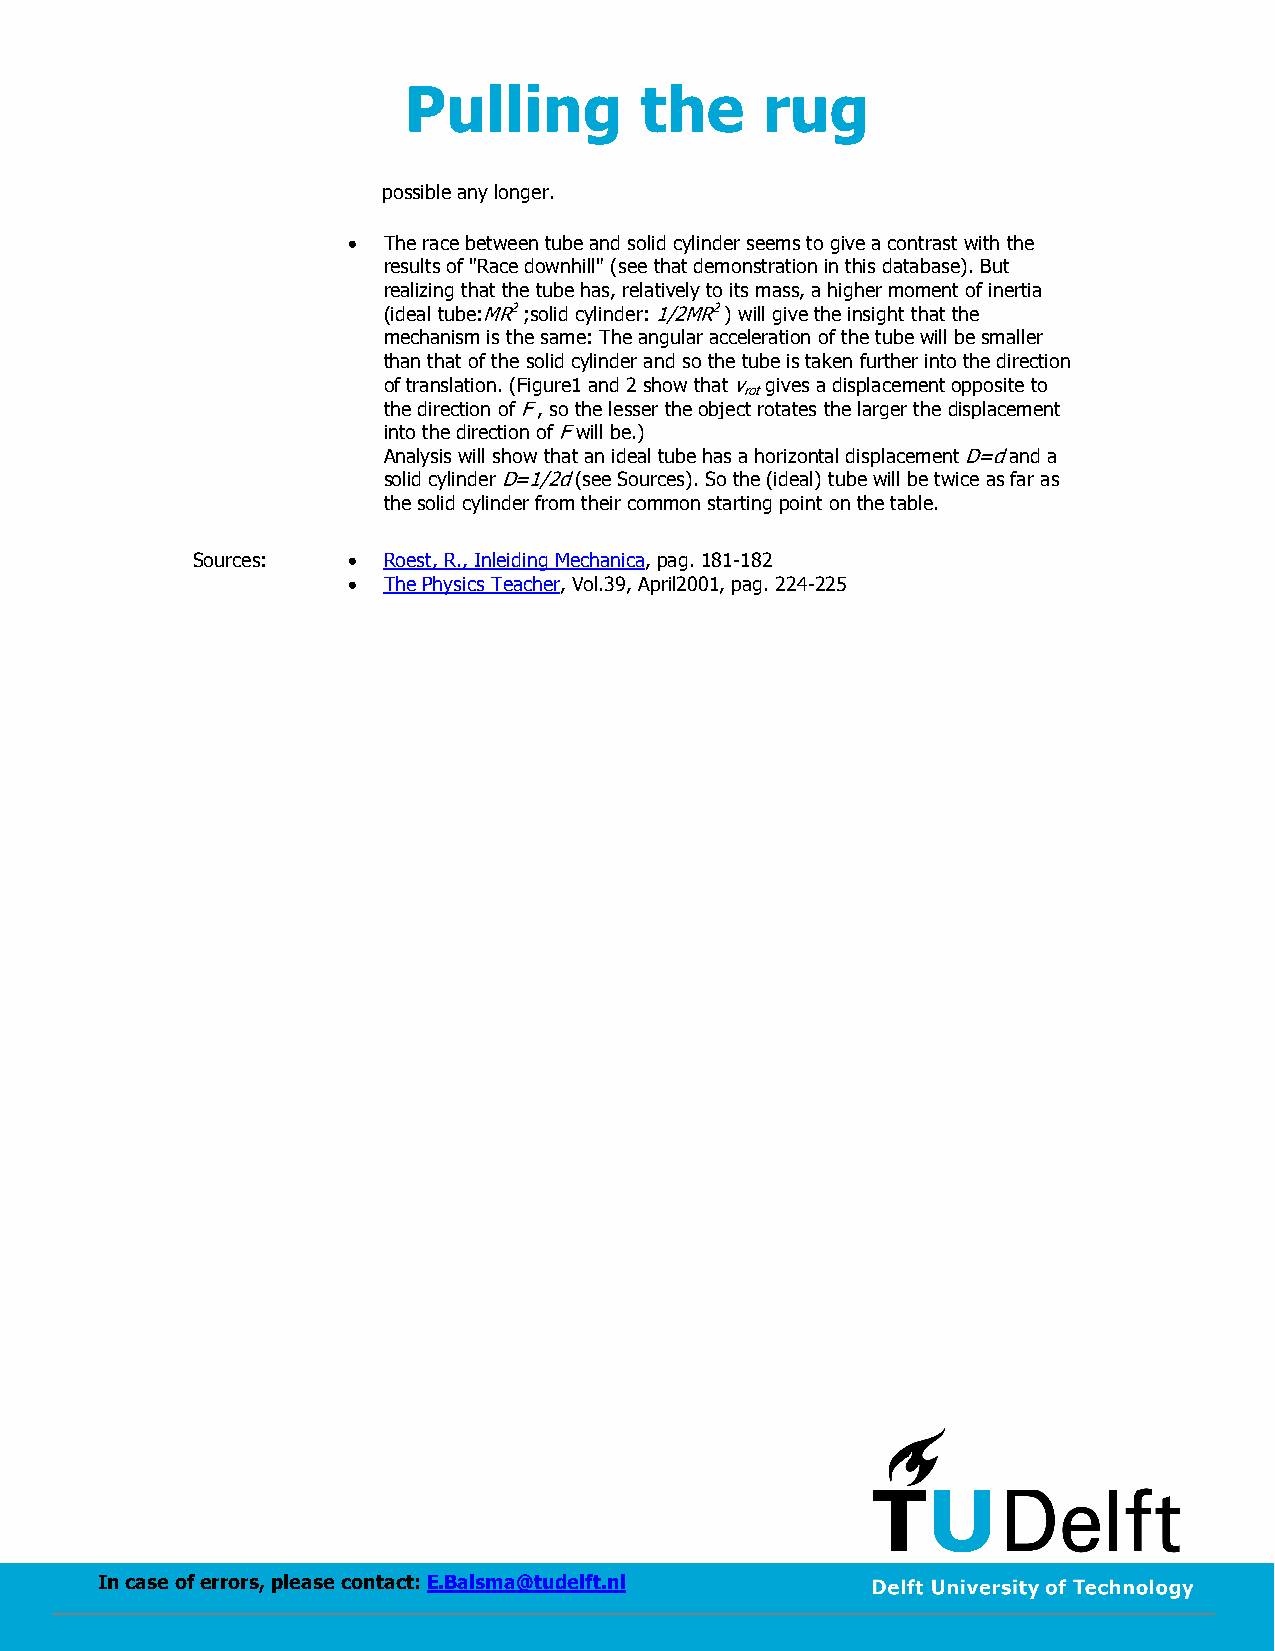 Pulling the rug
possible any longer.
• The race between tube and solid cylinder seems to give a contrast with the
results of "Race downhill" (see that demonstration in this database). But
realizing that the tube has, relatively to its mass, a higher moment of inertia
(ideal tube:MR² ;solid cylinder: 1/2MR² ) will give the insight that the
mechanism is the same: The angular acceleration of the tube will be smaller
than that of the solid cylinder and so the tube is taken further into the direction
of translation. (Figure1 and 2 show that vrot gives a displacement opposite to
the direction of F , so the lesser the object rotates the larger the displacement
into the direction of F will be.)
Analysis will show that an ideal tube has a horizontal displacement D=d and a
solid cylinder D=1/2d (see Sources). So the (ideal) tube will be twice as far as
the solid cylinder from their common starting point on the table.
Sources: • Roest, R., Inleiding Mechanica, pag. 181-182
• The Physics Teacher, Vol.39, April2001, pag. 224-225
TUDelft
In case of errors, please contact: E.Balsma@tudelft.nl
Delft University of Technology